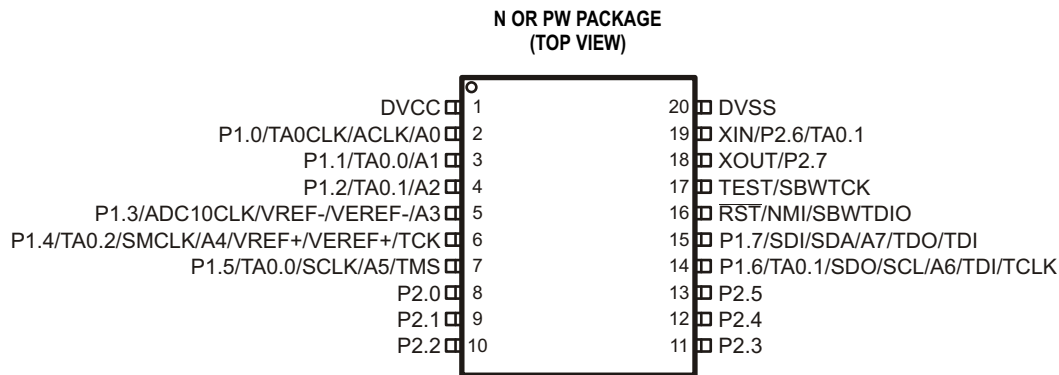 N OR PW PACKAGE
(TOP VIEW)
DVCC 1 20 DVSS
P1.0/TA0CLK/ACLK/A0 2 19 XIN/P2.6/TA0.1
P1.1/TA0.0/A1 3 18 XOUT/P2.7
P1.2/TA0.1/A2 4 17 TEST/SBWTCK
P1.3/ADC10CLK/VREF-/VEREF-/A3 5 16 R̅S̅T̅/NMI/SBWTDIO
P1.4/TA0.2/SMCLK/A4/VREF+/VEREF+/TCK 6 15 P1.7/SDI/SDA/A7/TDO/TDI
P1.5/TA0.0/SCLK/A5/TMS 7 14 P1.6/TA0.1/SDO/SCL/A6/TDI/TCLK
P2.0 8 13 P2.5
P2.1 9 12 P2.4
P2.2 10 11 P2.3